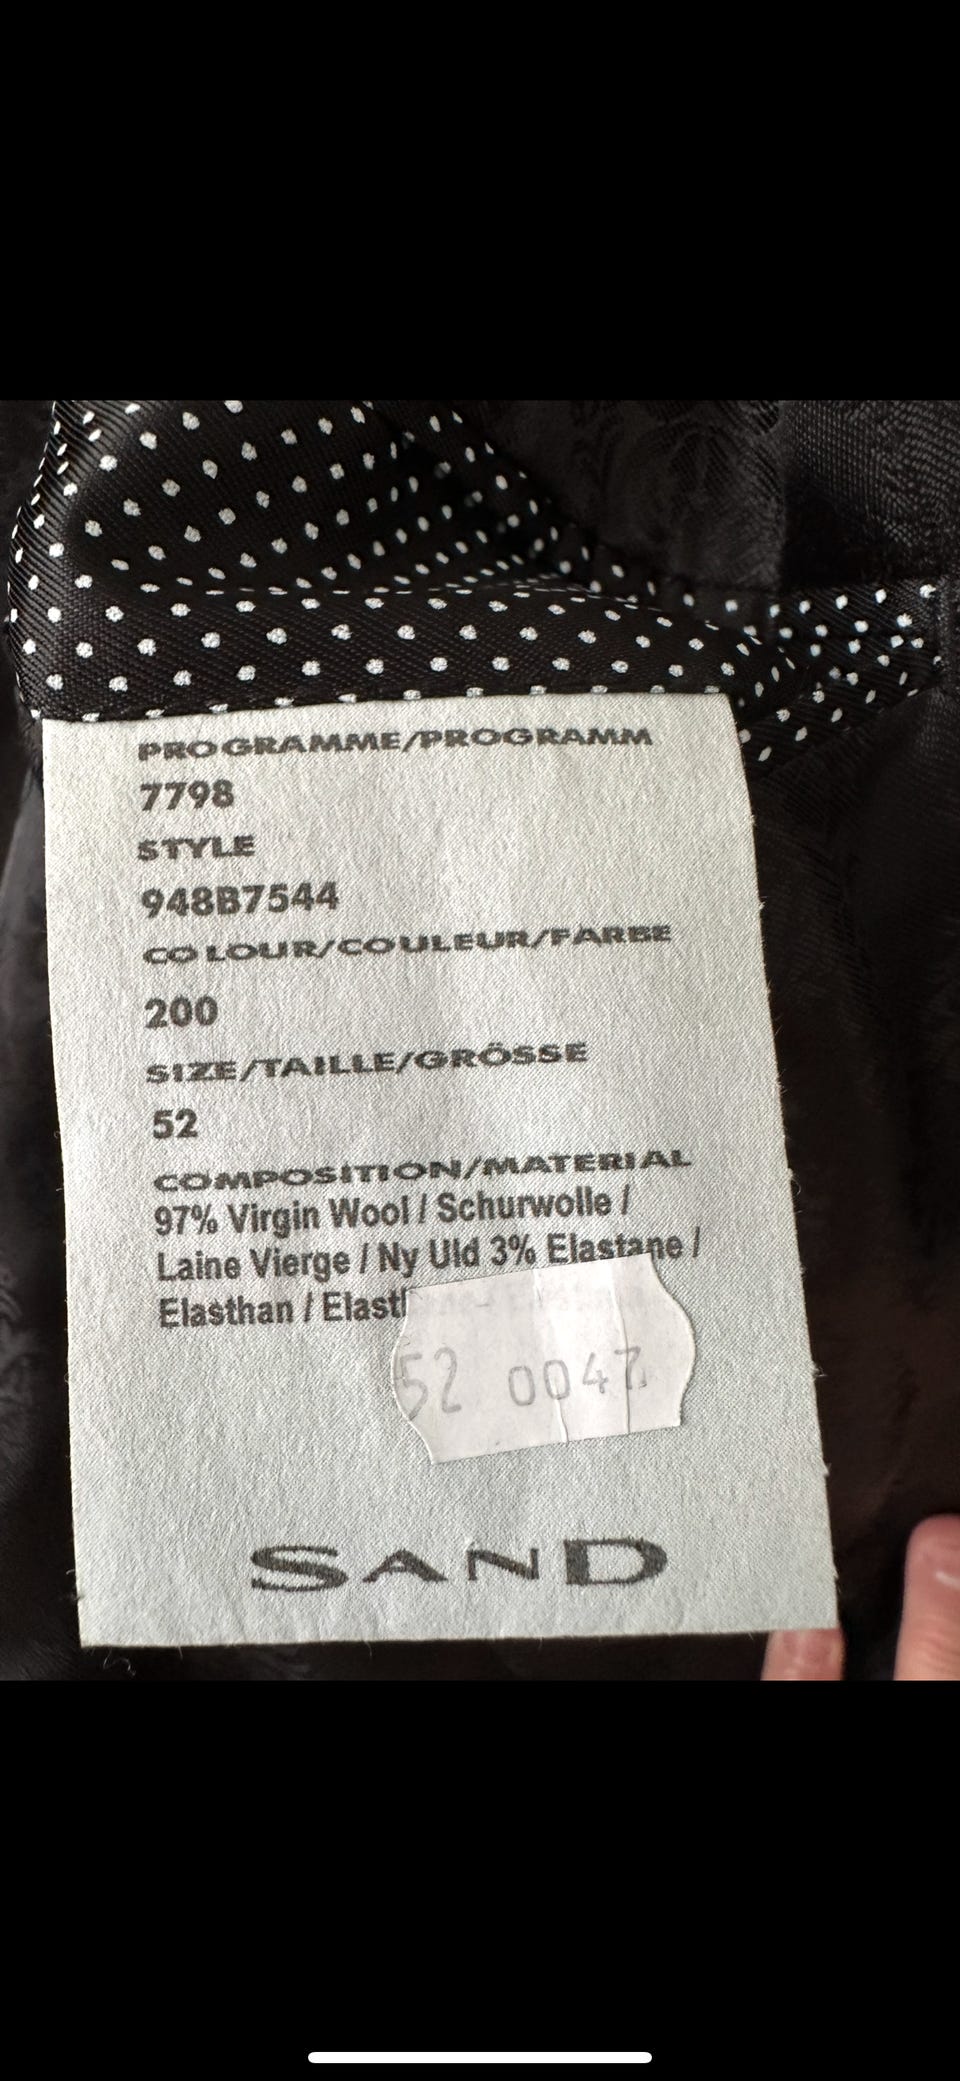 PROGRAMME/PROGRAMM
7798
STYLE
948B7544
COLOUR/COULEUR/FARBE
200
SIZE/TAILLE/GRÖSSE
52
COMPOSITION/MATERIAL
97% Virgin Wool / Schurwolle /
Laine Vierge / Ny Uld 3% Elastane /
Elasthan /
52 0047
SAND